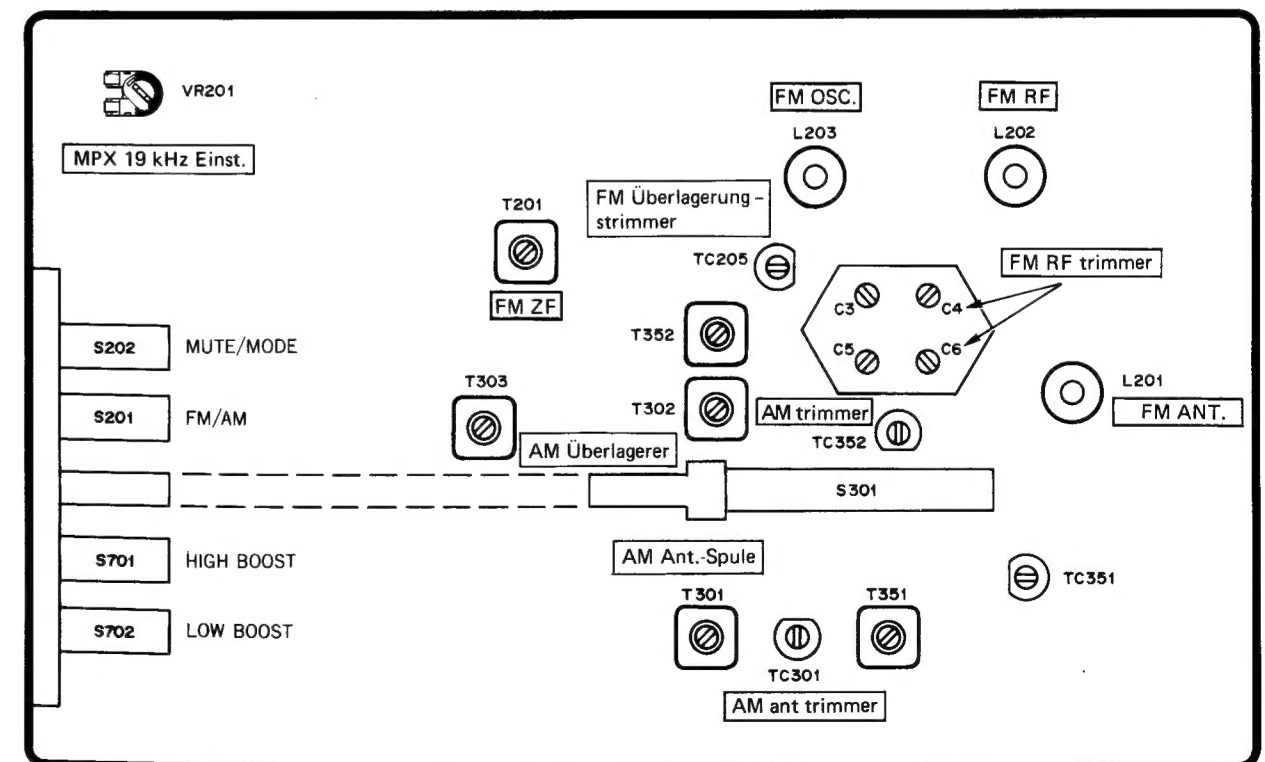 VR201
MPX 19 kHz Einst.
FM OSC.
L203
FM RF
L202
T201
FM ZF
FM Überlagerung-
strimmer
TC205
FM RF trimmer
C3
C4
C5
C6
T352
T302
AM trimmer
TC352
L201
FM ANT.
T303
AM Überlagerer
S202
MUTE/MODE
S201
FM/AM
S301
S701
HIGH BOOST
S702
LOW BOOST
AM Ant.-Spule
T301
T351
TC301
AM ant trimmer
TC351